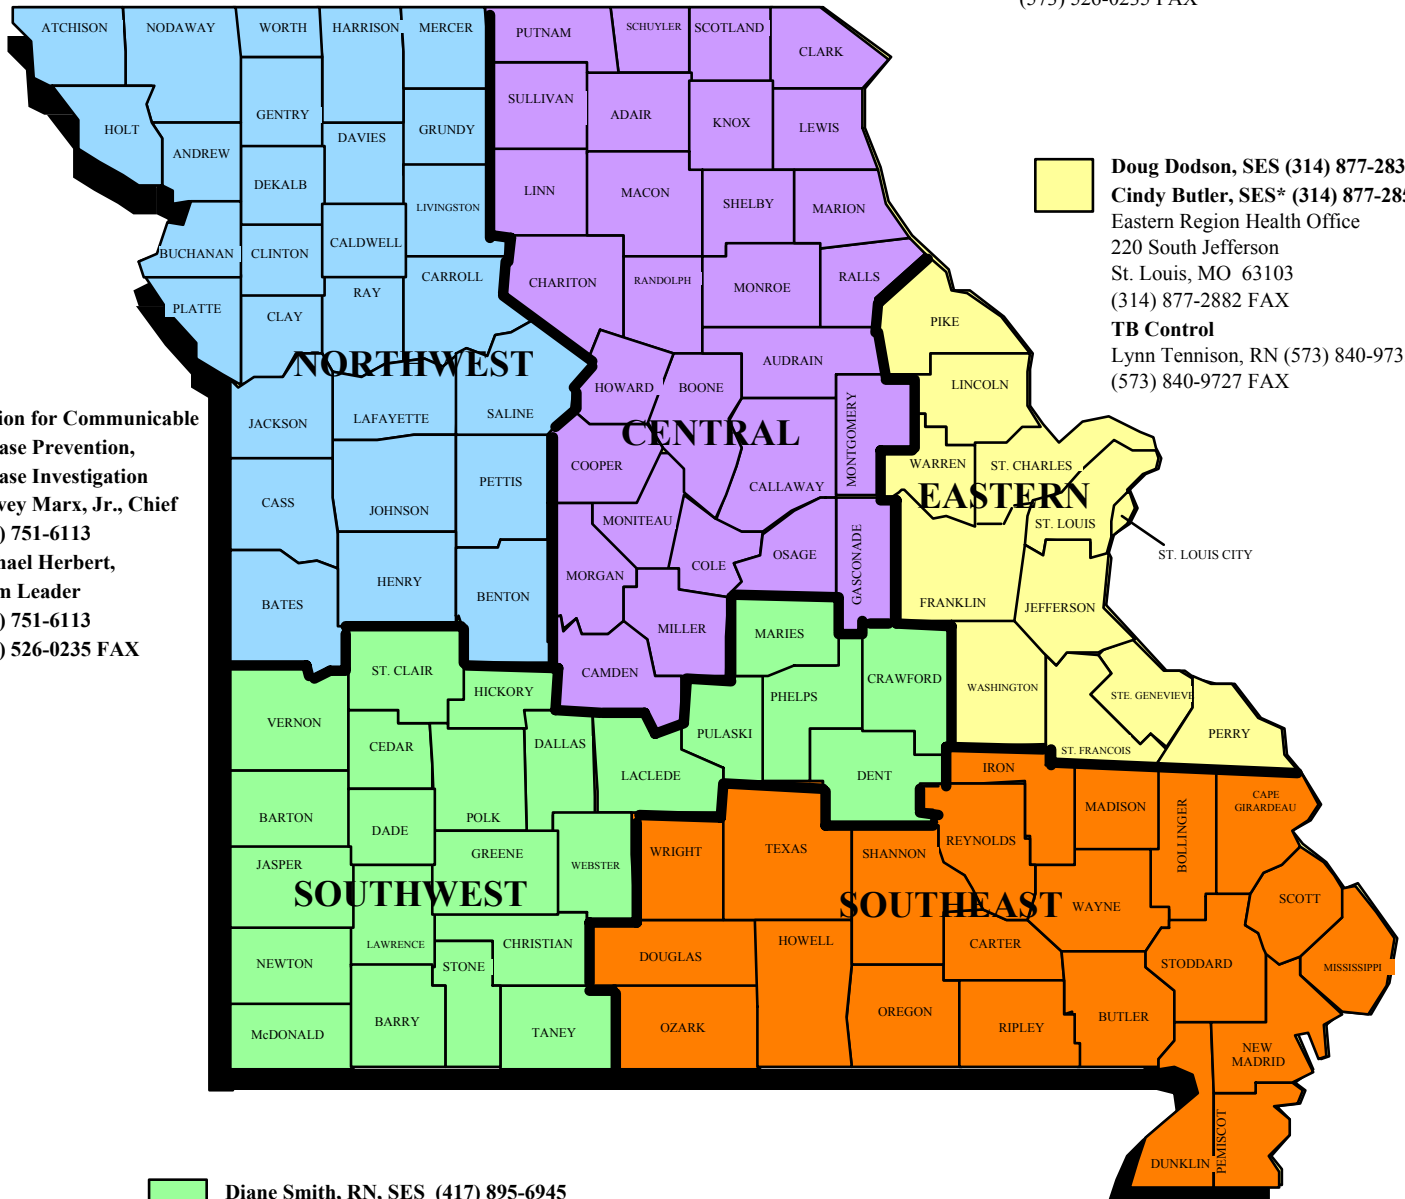 (573) 526-0235 FAX
ATCHISON NODAWAY WORTH HARRISON MERCER PUTNAM SCHUYLER SCOTLAND CLARK
HOLT ANDREW GENTRY DAVIES GRUNDY SULLIVAN ADAIR KNOX LEWIS
DEKALB LIVINGSTON LINN MACON SHELBY MARION
BUCHANAN CLINTON CALDWELL CARROLL CHARITON RANDOLPH MONROE RALLS
PLATTE CLAY RAY PIKE
NORTHWEST
AUDRAIN
JACKSON LAFAYETTE SALINE HOWARD BOONE MONTGOMERY LINCOLN
CENTRAL
CASS JOHNSON PETTIS COOPER CALLAWAY WARREN ST. CHARLES
EASTERN
MONITEAU ST. LOUIS
ST. LOUIS CITY
BATES HENRY BENTON MORGAN COLE OSAGE GASCONADE FRANKLIN JEFFERSON
MILLER MARIES
ST. CLAIR HICKORY CAMDEN PHELPS CRAWFORD WASHINGTON STE. GENEVIEVE
VERNON CEDAR DALLAS LACLEDE PULASKI DENT ST. FRANCOIS PERRY
IRON
BARTON DADE POLK MADISON BOLLINGER CAPE
GIRARDEAU
JASPER GREENE WEBSTER WRIGHT TEXAS SHANNON REYNOLDS
SOUTHWEST SOUTHEAST
WAYNE SCOTT
LAWRENCE CHRISTIAN DOUGLAS HOWELL CARTER
NEWTON STONE STODDARD MISSISSIPPI
McDONALD BARRY TANEY OZARK OREGON RIPLEY BUTLER
NEW
MADRID
DUNKLIN PEMISCOT
Doug Dodson, SES (314) 877-283
Cindy Butler, SES* (314) 877-285
Eastern Region Health Office
220 South Jefferson
St. Louis, MO 63103
(314) 877-2882 FAX
TB Control
Lynn Tennison, RN (573) 840-973
(573) 840-9727 FAX
ion for Communicable
ase Prevention,
ase Investigation
vey Marx, Jr., Chief
) 751-6113
hael Herbert,
m Leader
) 751-6113
) 526-0235 FAX
Diane Smith, RN, SES (417) 895-6945